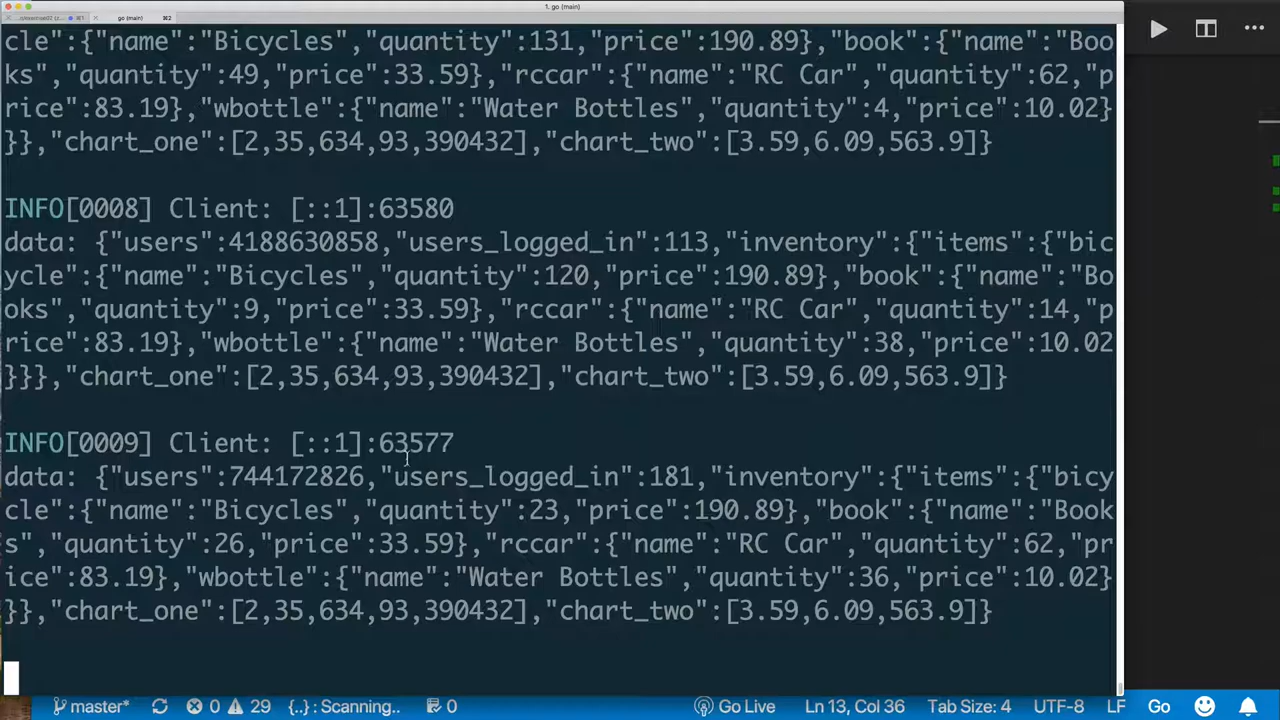 1. go (main)
⌘1
go (main)
⌘2
cle":{"name":"Bicycles","quantity":131,"price":190.89},"book":{"name":"Boo
ks","quantity":49,"price":33.59},"rccar":{"name":"RC Car","quantity":62,"p
rice":83.19},"wbottle":{"name":"Water Bottles","quantity":4,"price":10.02}
}},"chart_one":[2,35,634,93,390432],"chart_two":[3.59,6.09,563.9]}
INFO[0008] Client: [::1]:63580
data: {"users":4188630858,"users_logged_in":113,"inventory":{"items":{"bic
ycle":{"name":"Bicycles","quantity":120,"price":190.89},"book":{"name":"Bo
oks","quantity":9,"price":33.59},"rccar":{"name":"RC Car","quantity":14,"p
rice":83.19},"wbottle":{"name":"Water Bottles","quantity":38,"price":10.02
}}},"chart_one":[2,35,634,93,390432],"chart_two":[3.59,6.09,563.9]}
INFO[0009] Client: [::1]:63577
data: {"users":744172826,"users_logged_in":181,"inventory":{"items":{"bicy
cle":{"name":"Bicycles","quantity":23,"price":190.89},"book":{"name":"Book
s","quantity":26,"price":33.59},"rccar":{"name":"RC Car","quantity":62,"pr
ice":83.19},"wbottle":{"name":"Water Bottles","quantity":36,"price":10.02}
}},"chart_one":[2,35,634,93,390432],"chart_two":[3.59,6.09,563.9]}
master* 0 29 {..} : Scanning.. 0 Go Live Ln 13, Col 36 Tab Size: 4 UTF-8 LF Go